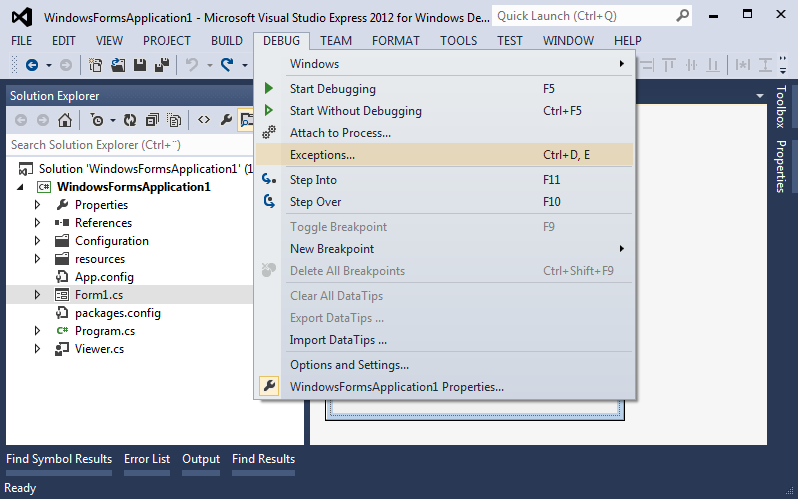 WindowsFormsApplication1 - Microsoft Visual Studio Express 2012 for Windows De...
Quick Launch (Ctrl+Q)
FILE EDIT VIEW PROJECT BUILD DEBUG TEAM FORMAT TOOLS TEST WINDOW HELP
Windows
Start Debugging F5
Start Without Debugging Ctrl+F5
Attach to Process...
Exceptions... Ctrl+D, E
Step Into F11
Step Over F10
Toggle Breakpoint F9
New Breakpoint
Delete All Breakpoints Ctrl+Shift+F9
Clear All DataTips
Export DataTips ...
Import DataTips ...
Options and Settings...
WindowsFormsApplication1 Properties...
Solution Explorer
Search Solution Explorer (Ctrl+¨)
Solution 'WindowsFormsApplication1' (1
C# WindowsFormsApplication1
Properties
References
Configuration
resources
App.config
Form1.cs
packages.config
C# Program.cs
Viewer.cs
Toolbox
Properties
Find Symbol Results Error List Output Find Results
Ready